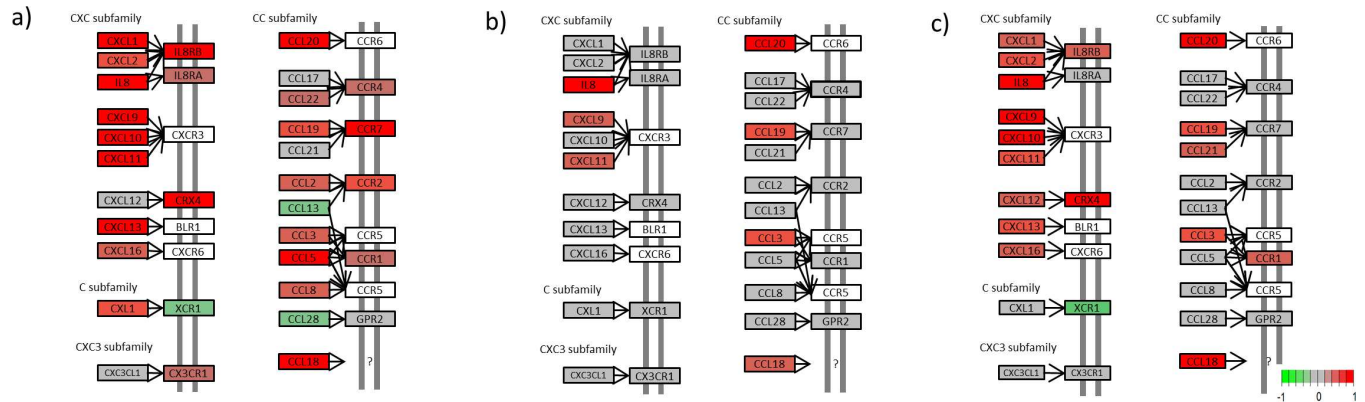 a)
CXC subfamily
CXCL1
CXCL2
IL8RB
IL8
IL8RA
CXCL9
CXCL10
CXCR3
CXCL11
CXCL12
CRX4
CXCL13
BLR1
CXCL16
CXCR6
C subfamily
CXL1
XCR1
CXC3 subfamily
CXC3CL1
CX3CR1
CC subfamily
CCL20
CCR6
CCL17
CCR4
CCL22
CCL19
CCR7
CCL21
CCL2
CCR2
CCL13
CCL3
CCR5
CCL5
CCR1
CCL8
CCR5
CCL28
GPR2
CCL18
?
b)
CXC subfamily
CXCL1
CXCL2
IL8RB
IL8
IL8RA
CXCL9
CXCL10
CXCR3
CXCL11
CXCL12
CRX4
CXCL13
BLR1
CXCL16
CXCR6
C subfamily
CXL1
XCR1
CXC3 subfamily
CXC3CL1
CX3CR1
CC subfamily
CCL20
CCR6
CCL17
CCR4
CCL22
CCL19
CCR7
CCL21
CCL2
CCR2
CCL13
CCL3
CCR5
CCL5
CCR1
CCL8
CCR5
CCL28
GPR2
CCL18
?
c)
CXC subfamily
CXCL1
CXCL2
IL8RB
IL8
IL8RA
CXCL9
CXCL10
CXCR3
CXCL11
CXCL12
CRX4
CXCL13
BLR1
CXCL16
CXCR6
C subfamily
CXL1
XCR1
CXC3 subfamily
CXC3CL1
CX3CR1
CC subfamily
CCL20
CCR6
CCL17
CCR4
CCL22
CCL19
CCR7
CCL21
CCL2
CCR2
CCL13
CCL3
CCR5
CCL5
CCR1
CCL8
CCR5
CCL28
GPR2
CCL18
?
-1 0 1